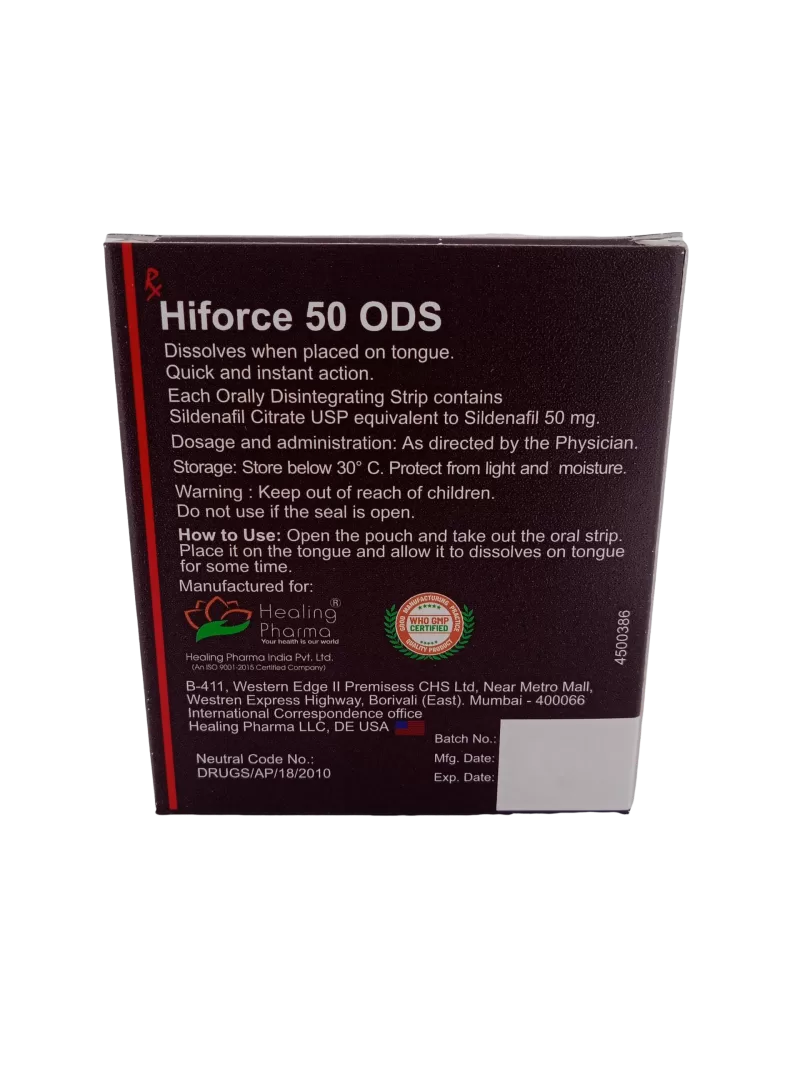 Rx
Hiforce 50 ODS
Dissolves when placed on tongue.
Quick and instant action.
Each Orally Disintegrating Strip contains
Sildenafil Citrate USP equivalent to Sildenafil 50 mg.
Dosage and administration: As directed by the Physician.
Storage: Store below 30° C. Protect from light and moisture.
Warning : Keep out of reach of children.
Do not use if the seal is open.
How to Use: Open the pouch and take out the oral strip.
Place it on the tongue and allow it to dissolves on tongue
for some time.
Manufactured for:
Healing®
Pharma
Your health is our world
GOOD MANUFACTURING PRACTICE
WHO GMP
CERTIFIED
QUALITY PRODUCT
Healing Pharma India Pvt. Ltd.
(An ISO 9001-2015 Certified Company)
4500386
B-411, Western Edge II Premisess CHS Ltd, Near Metro Mall,
Westren Express Highway, Borivali (East). Mumbai - 400066
International Correspondence office
Healing Pharma LLC, DE USA
Neutral Code No.:
DRUGS/AP/18/2010
Batch No.:
Mfg. Date:
Exp. Date: